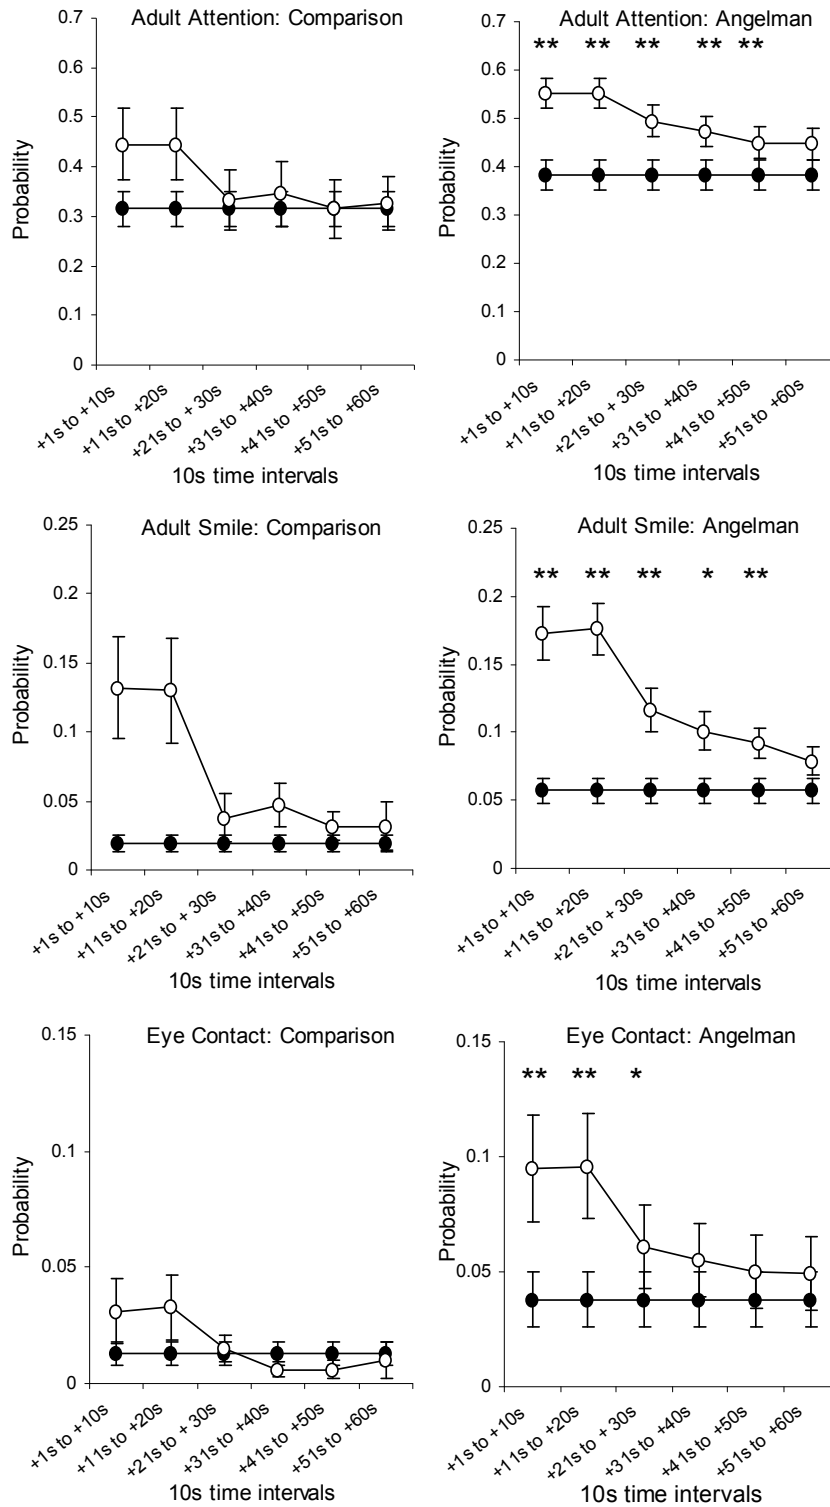 Adult Attention: Comparison
0.7
0.6
0.5
0.4
0.3
0.2
0.1
0
Probability
+1s to +10s
+11s to +20s
+21s to + 30s
+31s to +40s
+41s to +50s
+51s to +60s
10s time intervals
Adult Attention: Angelman
** ** ** ** **
0.7
0.6
0.5
0.4
0.3
0.2
0.1
0
Probability
+1s to +10s
+11s to +20s
+21s to + 30s
+31s to +40s
+41s to +50s
+51s to +60s
10s time intervals
Adult Smile: Comparison
0.25
0.2
0.15
0.1
0.05
0
Probability
+1s to +10s
+11s to +20s
+21s to + 30s
+31s to +40s
+41s to +50s
+51s to +60s
10s time intervals
Adult Smile: Angelman
** ** ** * **
0.25
0.2
0.15
0.1
0.05
0
Probability
+1s to +10s
+11s to +20s
+21s to + 30s
+31s to +40s
+41s to +50s
+51s to +60s
10s time intervals
Eye Contact: Comparison
0.15
0.1
0.05
0
Probability
+1s to +10s
+11s to +20s
+21s to + 30s
+31s to +40s
+41s to +50s
+51s to +60s
10s time intervals
Eye Contact: Angelman
** ** *
0.15
0.1
0.05
0
Probability
+1s to +10s
+11s to +20s
+21s to + 30s
+31s to +40s
+41s to +50s
+51s to +60s
10s time intervals